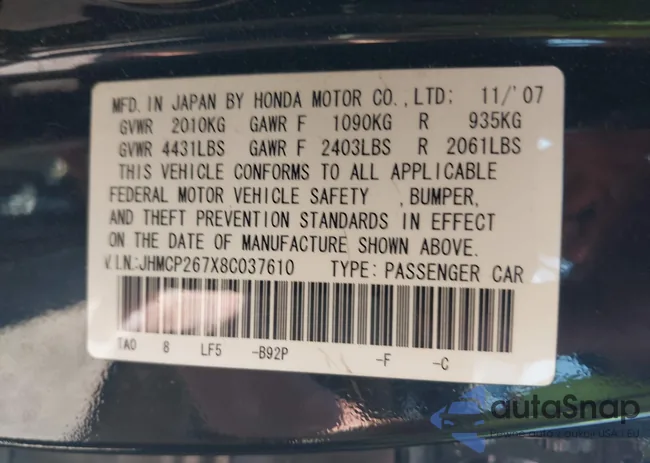 MFD. IN JAPAN BY HONDA MOTOR CO., LTD: 11/'07
GVWR 2010KG GAWR F 1090KG R 935KG
GVWR 4431LBS GAWR F 2403LBS R 2061LBS
THIS VEHICLE CONFORMS TO ALL APPLICABLE
FEDERAL MOTOR VEHICLE SAFETY , BUMPER,
AND THEFT PREVENTION STANDARDS IN EFFECT
ON THE DATE OF MANUFACTURE SHOWN ABOVE.
V.I.N.:JHMCP267X8C037610 TYPE: PASSENGER CAR
TA0 8 LF5 -B92P -F -C
autoSnap